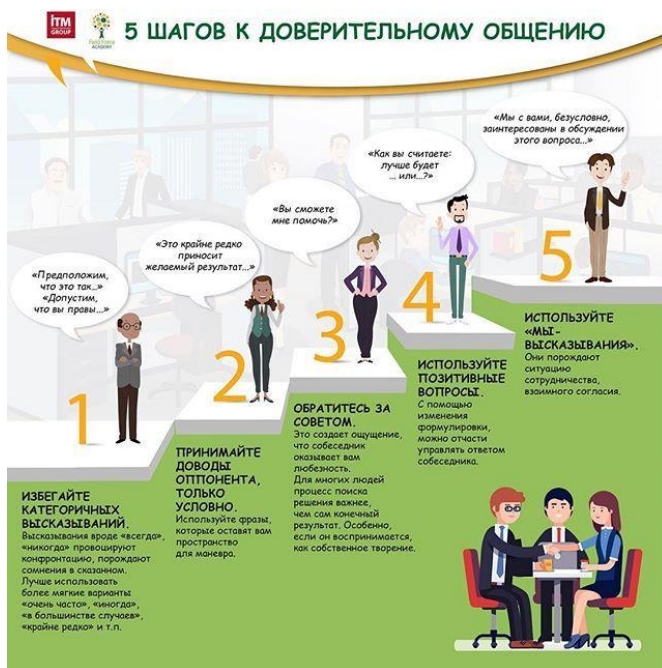 iTM
GROUP
Field Force
ACADEMY
5 ШАГОВ К ДОВЕРИТЕЛЬНОМУ ОБЩЕНИЮ
«Предположим,
что это так...»
«Допустим,
что вы правы...»
1
ИЗБЕГАЙТЕ
КАТЕГОРИЧНЫХ
ВЫСКАЗЫВАНИЙ.
Высказывания вроде «всегда»,
«никогда» провоцируют
конфронтацию, порождают
сомнения в сказанном.
Лучше использовать
более мягкие варианты
«очень часто», «иногда»,
«в большинстве случаев»,
«крайне редко» и т.п.
«Это крайне редко
приносит
желаемый результат...»
2
ПРИНИМАЙТЕ
ДОВОДЫ
ОППОНЕНТА,
ТОЛЬКО
УСЛОВНО.
Используйте фразы,
которые оставят вам
пространство
для маневра.
«Вы сможете
мне помочь?»
3
ОБРАТИТЕСЬ ЗА
СОВЕТОМ.
Это создает ощущение,
что собеседник
оказывает вам
любезность.
Для многих людей
процесс поиска
решения важнее,
чем сам конечный
результат. Особенно,
если он воспринимается,
как собственное творение.
«Как вы считаете:
лучше будет
... или...?»
4
ИСПОЛЬЗУЙТЕ
ПОЗИТИВНЫЕ
ВОПРОСЫ.
С помощью
изменения
формулировки,
можно отчасти
управлять ответом
собеседника.
«Мы с вами, безусловно,
заинтересованы в обсуждении
этого вопроса...»
5
ИСПОЛЬЗУЙТЕ
«МЫ-
ВЫСКАЗЫВАНИЯ».
Они порождают
ситуацию
сотрудничества,
взаимного согласия.